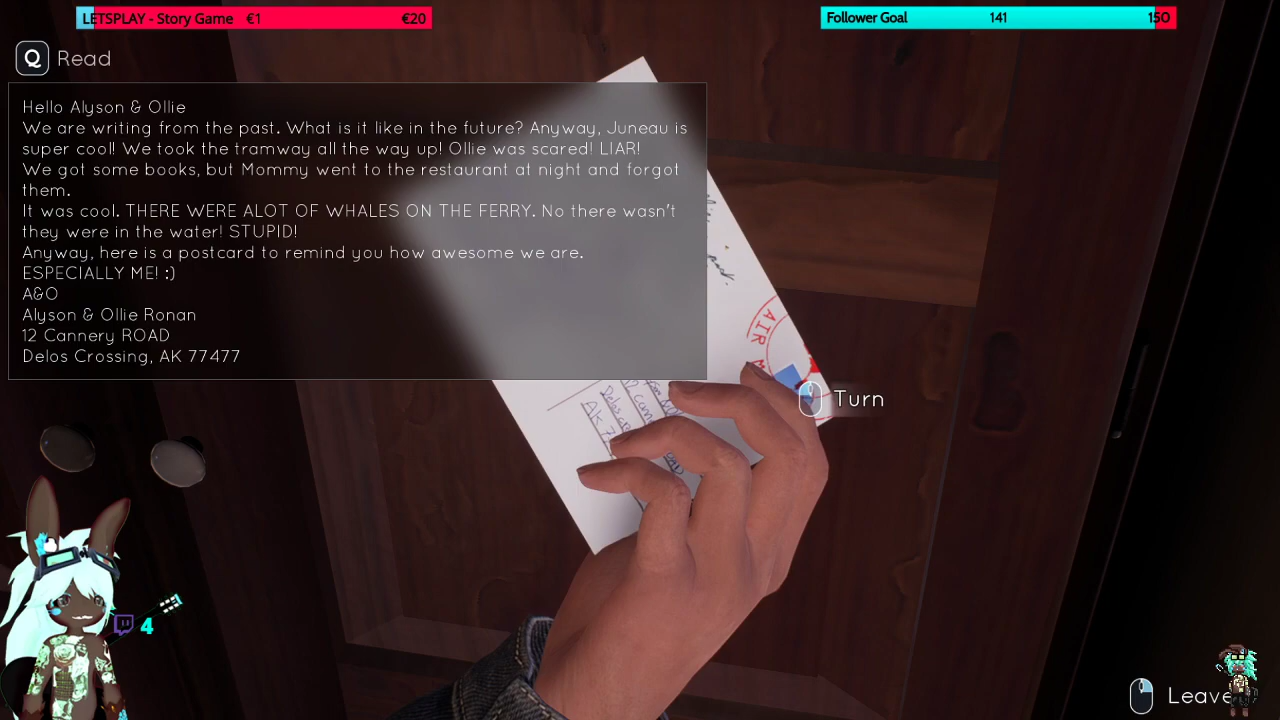 LETSPLAY - Story Game €1 €20
Follower Goal 141 150
Q Read
Hello Alyson & Ollie
We are writing from the past. What is it like in the future? Anyway, Juneau is
super cool! We took the tramway all the way up! Ollie was scared! LIAR!
We got some books, but Mommy went to the restaurant at night and forgot
them.
It was cool. THERE WERE ALOT OF WHALES ON THE FERRY. No there wasn't
they were in the water! STUPID!
Anyway, here is a postcard to remind you how awesome we are.
ESPECIALLY ME! :)
A&O
Alyson & Ollie Ronan
12 Cannery ROAD
Delos Crossing, AK 77477
AIR
Turn
4
Leave